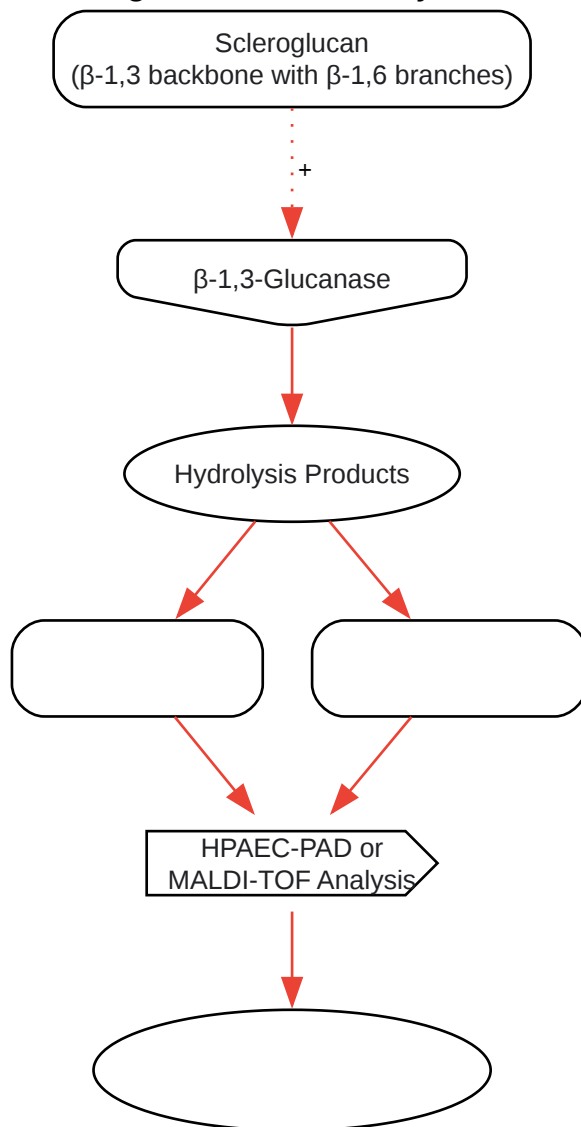 Scleroglucan
(β-1,3 backbone with β-1,6 branches)
+
β-1,3-Glucanase
Hydrolysis Products
HPAEC-PAD or
MALDI-TOF Analysis